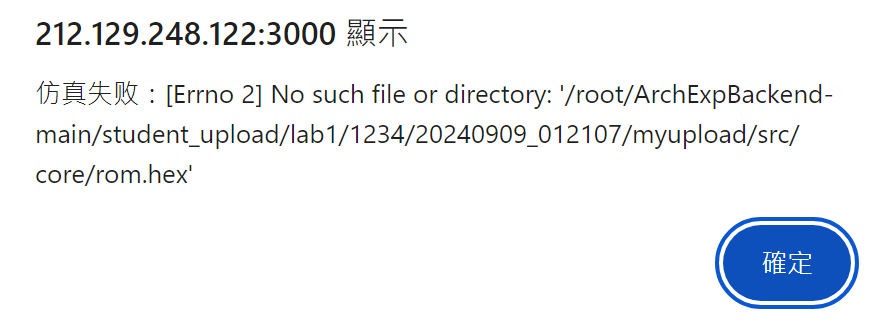 212.129.248.122:3000 顯示
仿真失败：[Errno 2] No such file or directory: '/root/ArchExpBackend-
main/student_upload/lab1/1234/20240909_012107/myupload/src/
core/rom.hex'
確定